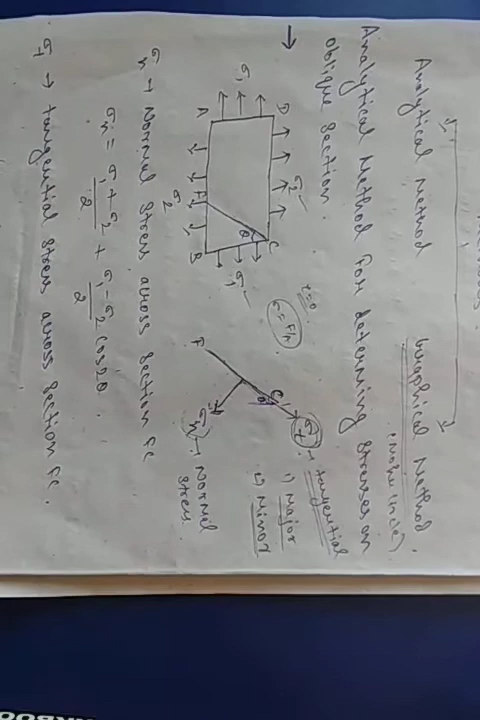 Analytical method
Graphical Method.
(Mohr circle)
Analytical Method For determining Stresses on
oblique section.
D
σ₁
A
σ₂
C
θ
F
B
σ₁
σ₂
τ=0
σ = F/A
F
C
θ
σt → tangential
1) Major
2) Minor
σn → Normal
stress.
σn → Normal stress across section FC
σn = σ₁ + σ₂ / 2 + σ₁ - σ₂ / 2 cos2θ.
σt → tangential stress across section FC.